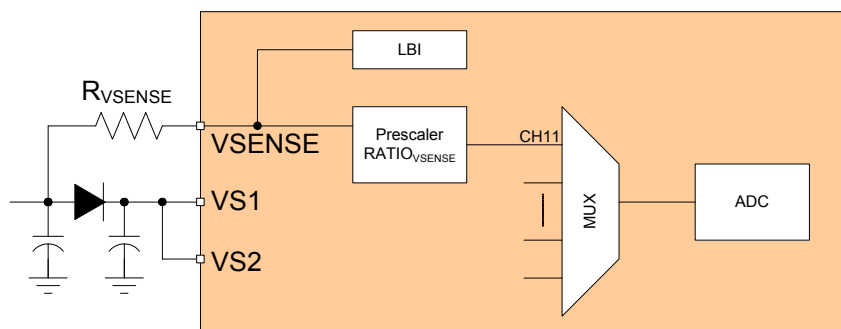 LBI
RVSENSE
VSENSE
Prescaler
RATIOVSENSE
CH11
MUX
ADC
VS1
VS2